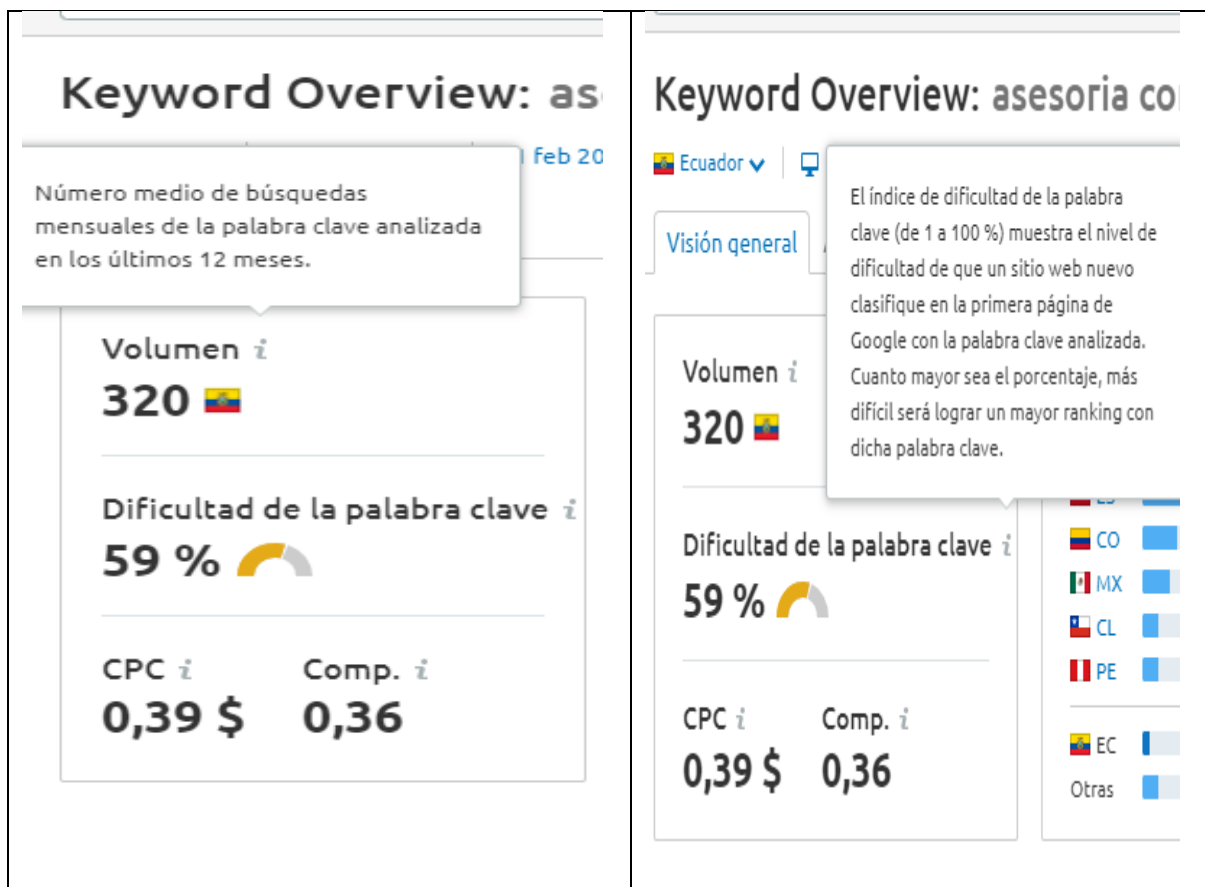 Keyword Overview:
feb 20
Número medio de búsquedas
mensuales de la palabra clave analizada
en los últimos 12 meses.
Volumen i
320
Dificultad de la palabra clave i
59 %
CPC i Comp. i
0,39 $ 0,36
Keyword Overview: asesoria
Ecuador
Visión general
El índice de dificultad de la palabra
clave (de 1 a 100 %) muestra el nivel de
dificultad de que un sitio web nuevo
clasifique en la primera página de
Google con la palabra clave analizada.
Cuanto mayor sea el porcentaje, más
difícil será lograr un mayor ranking con
dicha palabra clave.
Volumen i
320
Dificultad de la palabra clave i
59 %
CPC i Comp. i
0,39 $ 0,36
CO
MX
CL
PE
EC
Otras